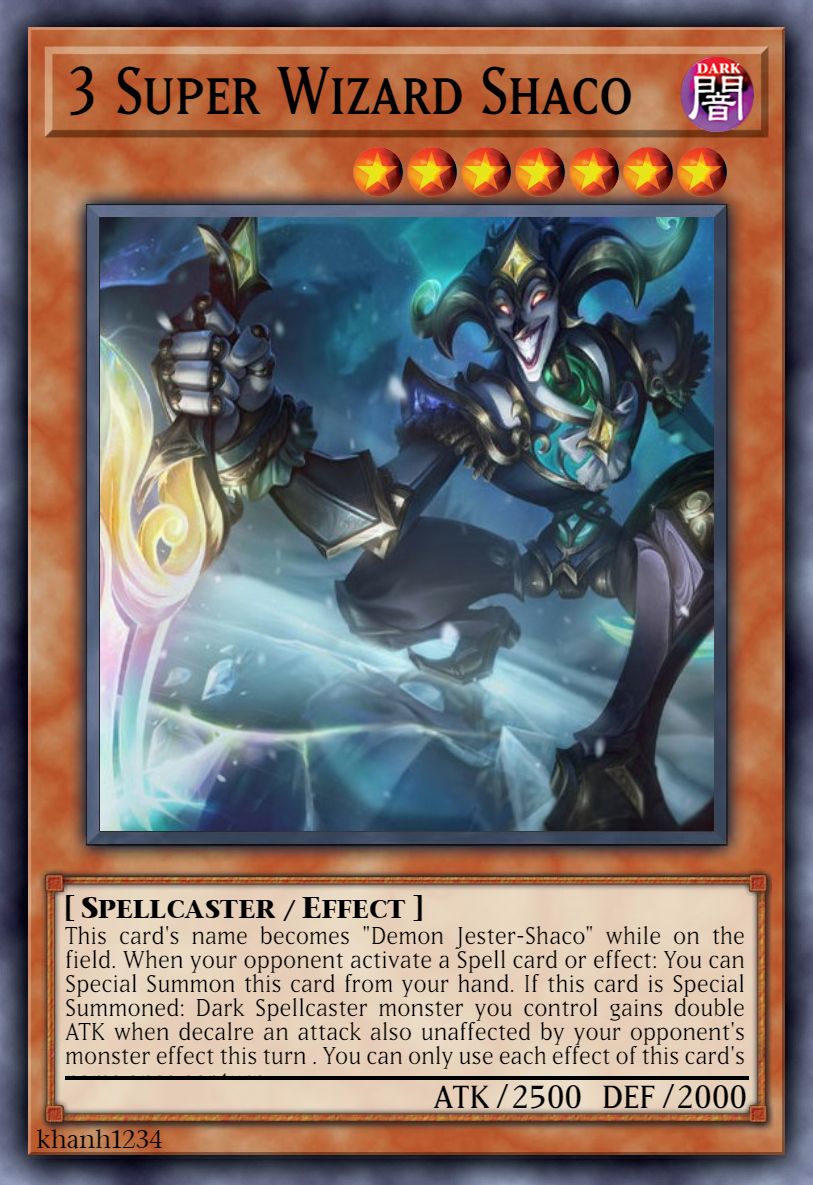 3 Super Wizard Shaco
DARK
闇
[ Spellcaster / Effect ]
This card's name becomes "Demon Jester-Shaco" while on the
field. When your opponent activate a Spell card or effect: You can
Special Summon this card from your hand. If this card is Special
Summoned: Dark Spellcaster monster you control gains double
ATK when decalre an attack also unaffected by your opponent's
monster effect this turn . You can only use each effect of this card's
ATK / 2500 DEF / 2000
khanh1234